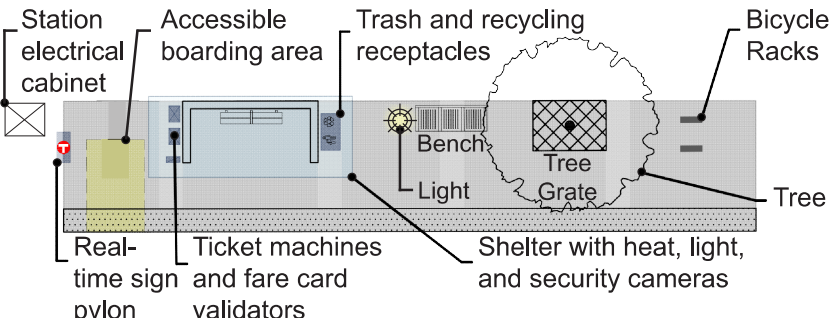 Station
electrical
cabinet
Accessible
boarding area
Trash and recycling
receptacles
Bicycle
Racks
Bench
Light
Tree
Grate
Tree
T
Real-
time sign
pylon
Ticket machines
and fare card
validators
Shelter with heat, light,
and security cameras